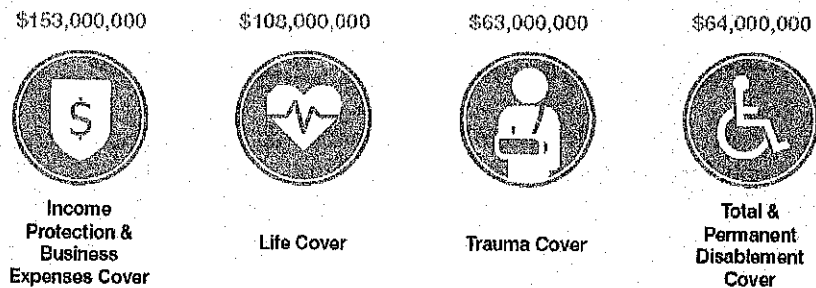 $153,000,000
$108,000,000
$63,000,000
$64,000,000
$
Income
Protection &
Business
Expenses Cover
Life Cover
Trauma Cover
Total &
Permanent
Disablement
Cover